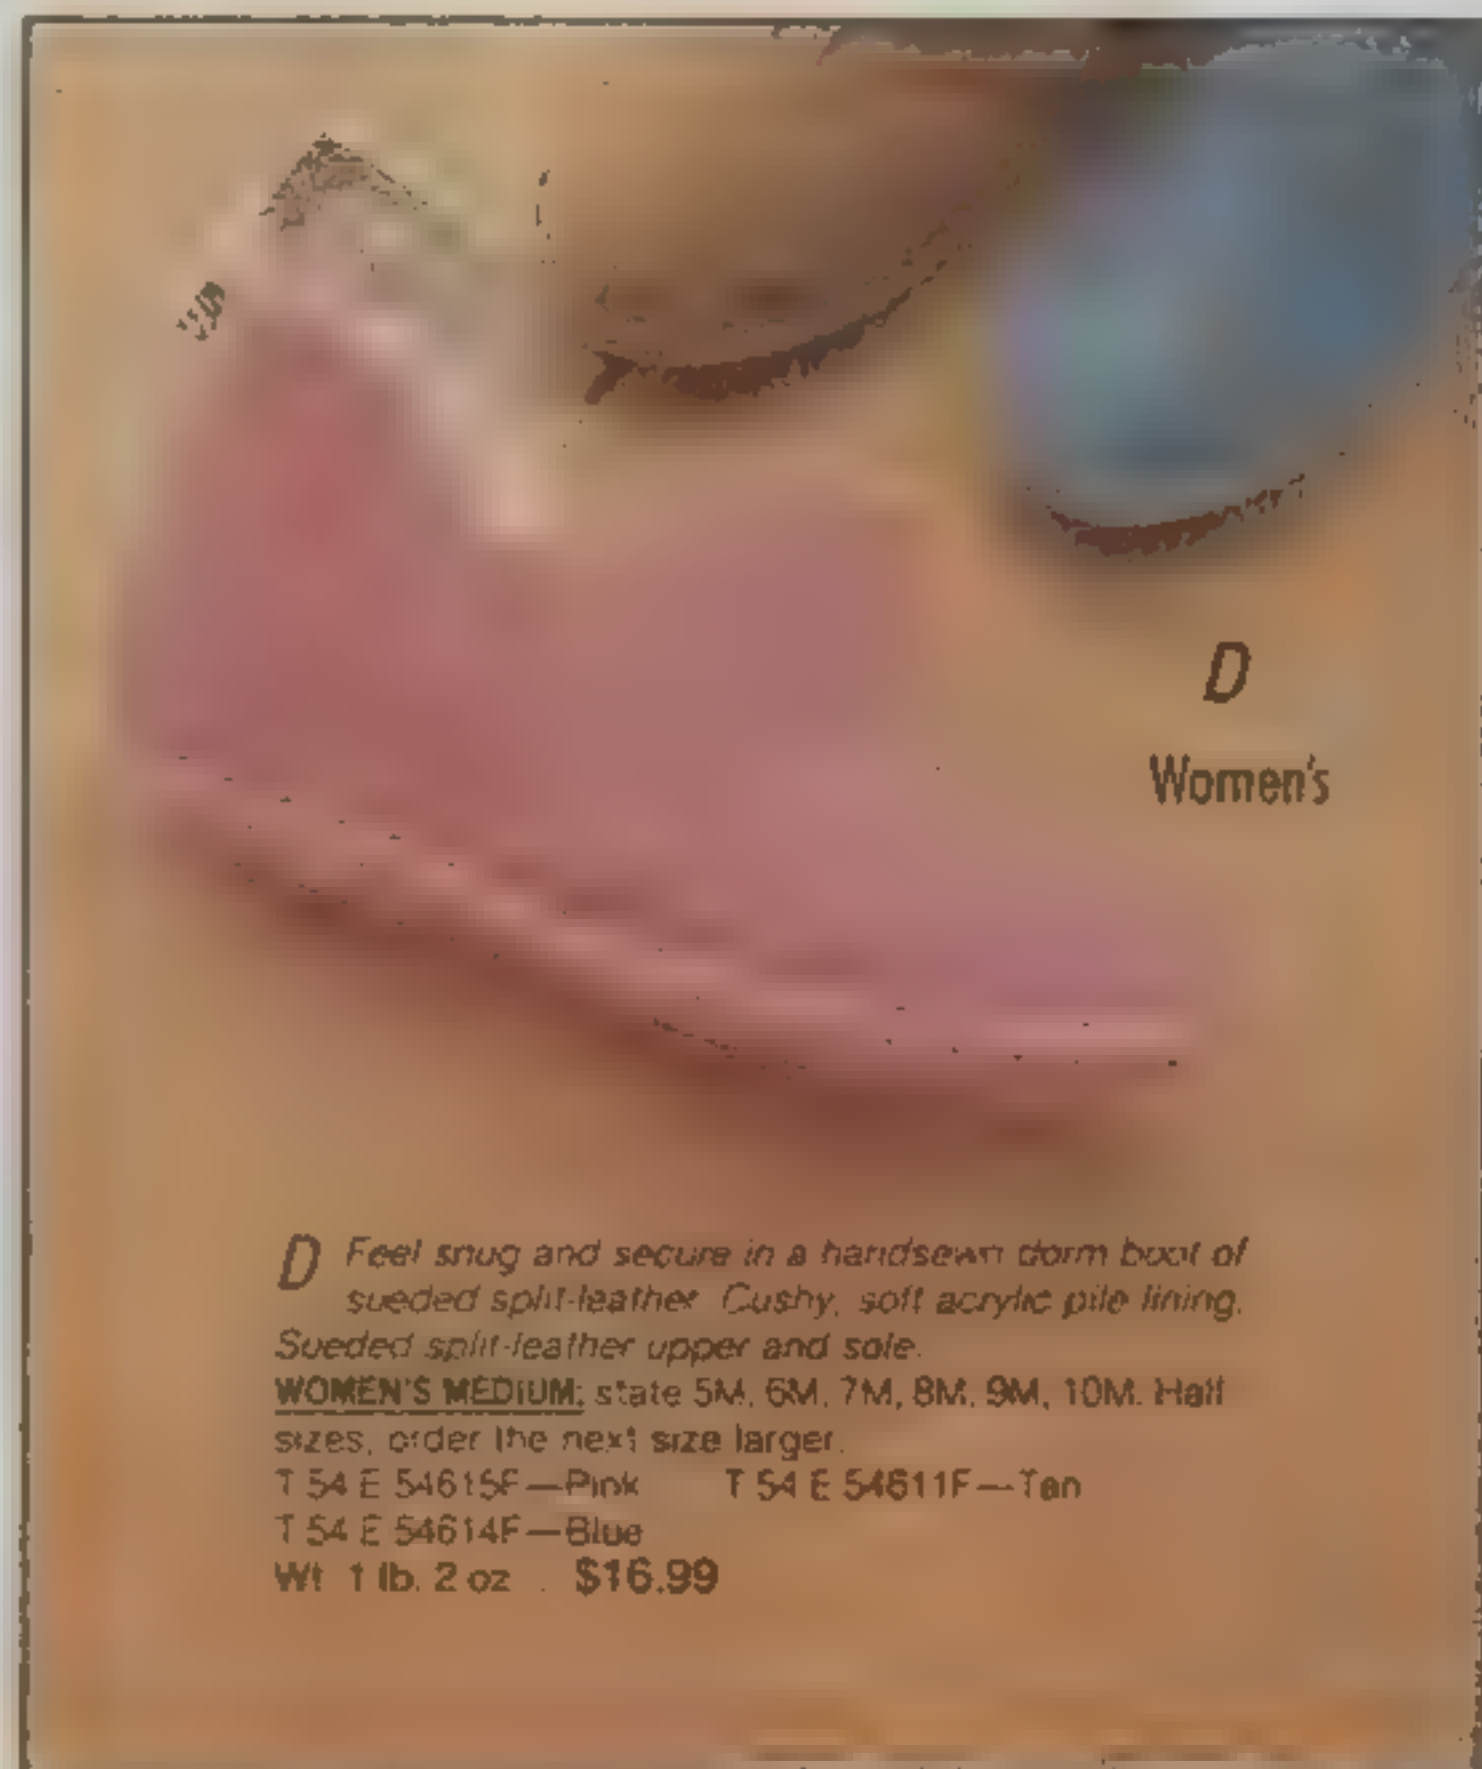 D
Women's
D Feel snug and secure in a handsewn dorm boot of
sueded split-leather. Cushy, soft acrylic pile lining.
Sueded split-leather upper and sole.
WOMEN'S MEDIUM: state 5M, 6M, 7M, 8M, 9M, 10M. Half
sizes, order the next size larger.
T 54 E 54615F—Pink T 54 E 54611F—Tan
T 54 E 54614F—Blue
Wt. 1 lb. 2 oz . $16.99